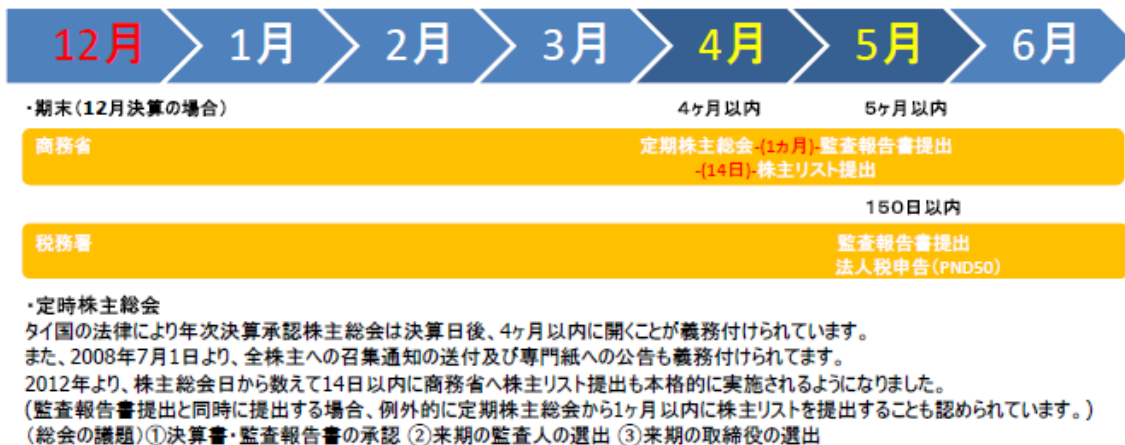 12月 1月 2月 3月 4月 5月 6月
・期末(12月決算の場合) 4ヶ月以内 5ヶ月以内
商務省 定期株主総会-(1ヵ月)-監査報告書提出
-(14日)-株主リスト提出
150日以内
税務署 監査報告書提出
法人税申告(PND50)
・定時株主総会
タイ国の法律により年次決算承認株主総会は決算日後、4ヶ月以内に開くことが義務付けられています。
また、2008年7月1日より、全株主への召集通知の送付及び専門紙への公告も義務付けられてます。
2012年より、株主総会日から数えて14日以内に商務省へ株主リスト提出も本格的に実施されるようになりました。
(監査報告書提出と同時に提出する場合、例外的に定期株主総会から1ヶ月以内に株主リストを提出することも認められています。)
(総会の議題)①決算書・監査報告書の承認 ②来期の監査人の選出 ③来期の取締役の選出